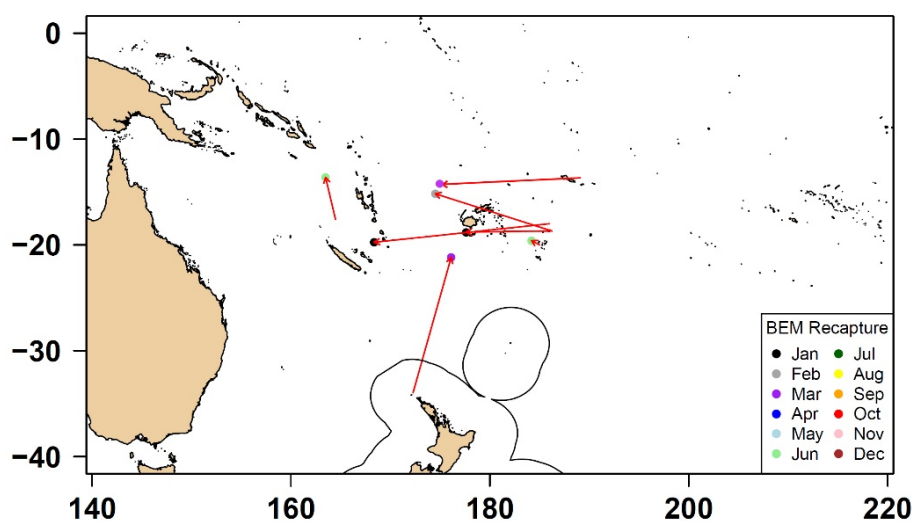 0
−10
−20
−30
−40
140 160 180 200 220
BEM Recapture
Jan Jul
Feb Aug
Mar Sep
Apr Oct
May Nov
Jun Dec